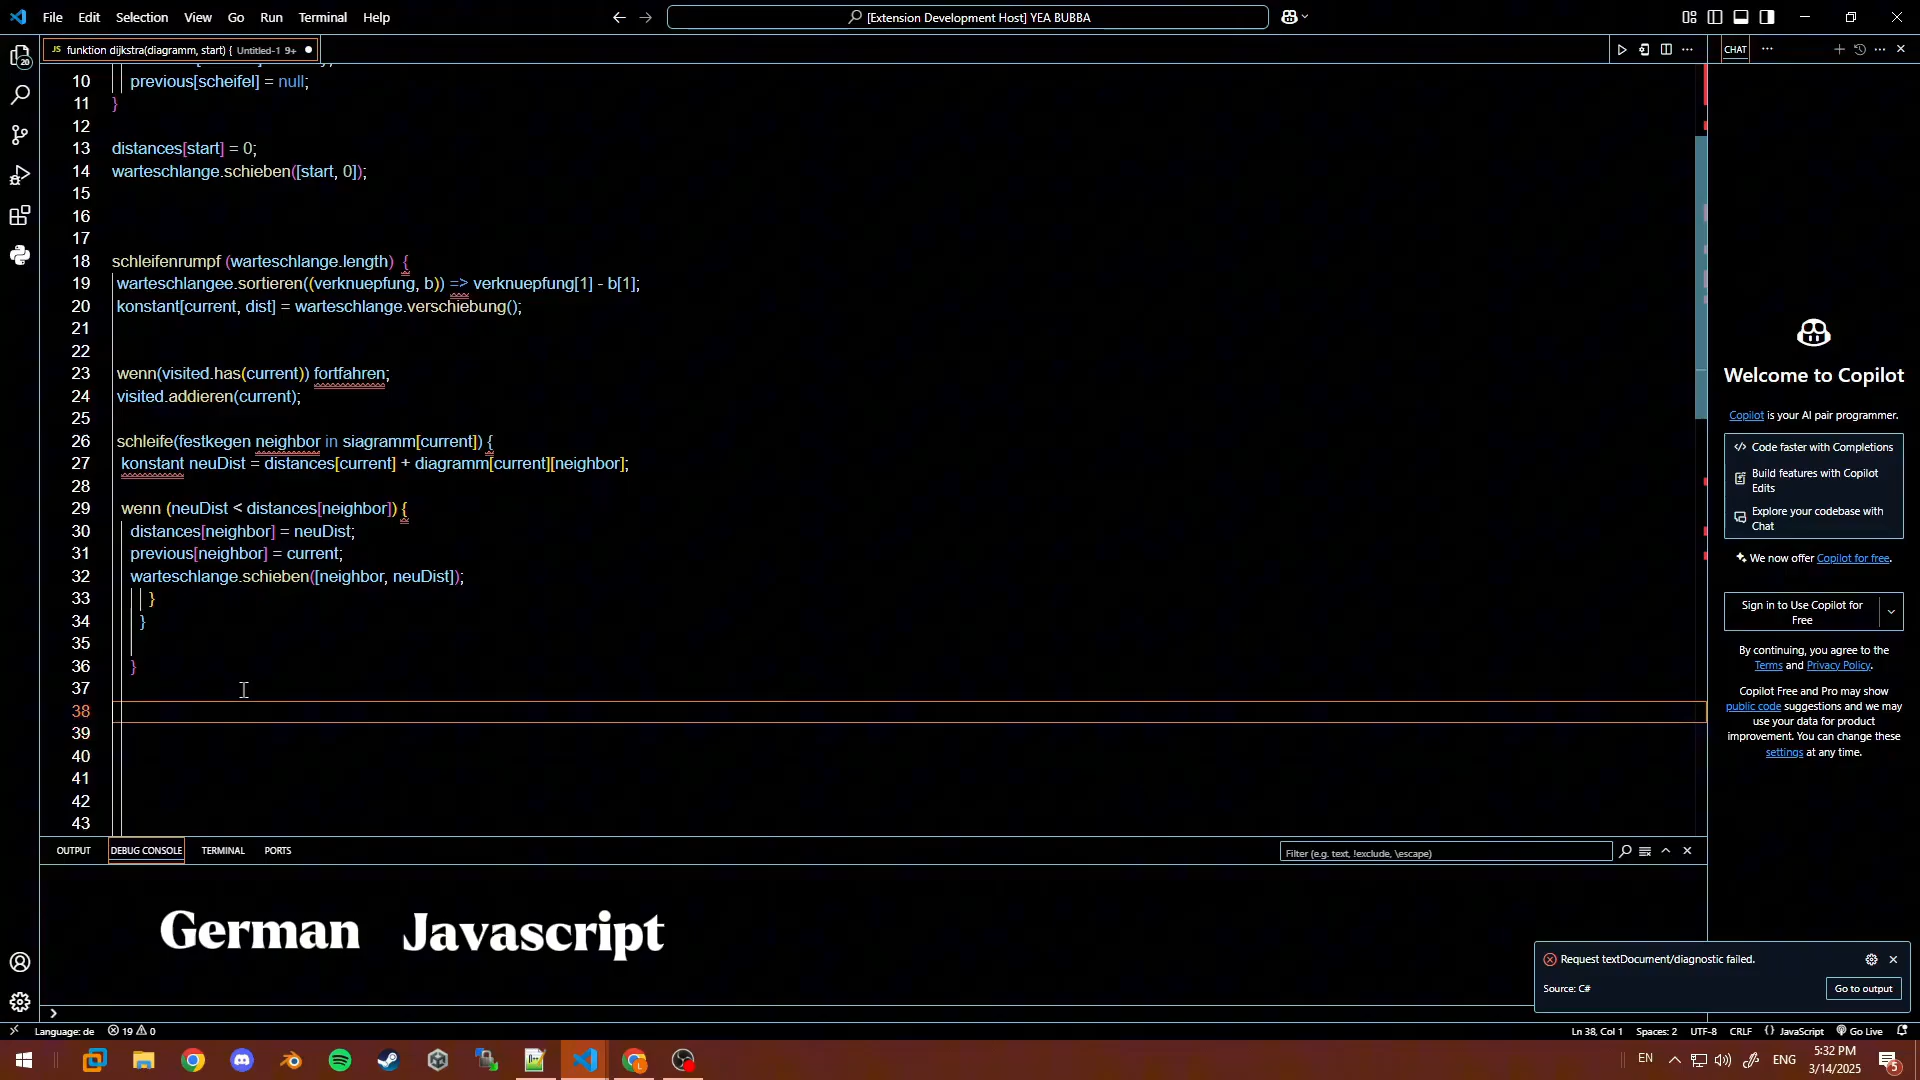 File Edit Selection View Go Run Terminal Help
[Extension Development Host] YEA BUBBA
JS funktion dijkstra(diagramm, start) { Untitled-1 9+
CHAT
20
10 previous[scheifel] = null;
11 }
12
13 distances[start] = 0;
14 warteschlange.schieben([start, 0]);
15
16
17
18 schleifenrumpf (warteschlange.length) {
19 warteschlangee.sortieren((verknuepfung, b)) => verknuepfung[1] - b[1];
20 konstant[current, dist] = warteschlange.verschiebung();
21
22
23 wenn(visited.has(current)) fortfahren;
24 visited.addieren(current);
25
26 schleife(festkegen neighbor in siagramm[current]) {
27 konstant neuDist = distances[current] + diagramm[current][neighbor];
28
29 wenn (neuDist < distances[neighbor]) {
30 distances[neighbor] = neuDist;
31 previous[neighbor] = current;
32 warteschlange.schieben([neighbor, neuDist]);
33 }
34 }
35
36 }
37
38
39
40
41
42
43
Welcome to Copilot
Copilot is your AI pair programmer.
Code faster with Completions
Build features with Copilot
Edits
Explore your codebase with
Chat
We now offer Copilot for free.
Sign in to Use Copilot for
Free
By continuing, you agree to the
Terms and Privacy Policy.
Copilot Free and Pro may show
public code suggestions and we may
use your data for product
improvement. You can change these
settings at any time.
OUTPUT DEBUG CONSOLE TERMINAL PORTS
Filter (e.g. text, !exclude, \escape)
German Javascript
Request textDocument/diagnostic failed.
Source: C#
Go to output
Language: de 19 0
Ln 38, Col 1 Spaces: 2 UTF-8 CRLF {} JavaScript Go Live
EN ENG
5:32 PM
3/14/2025
5